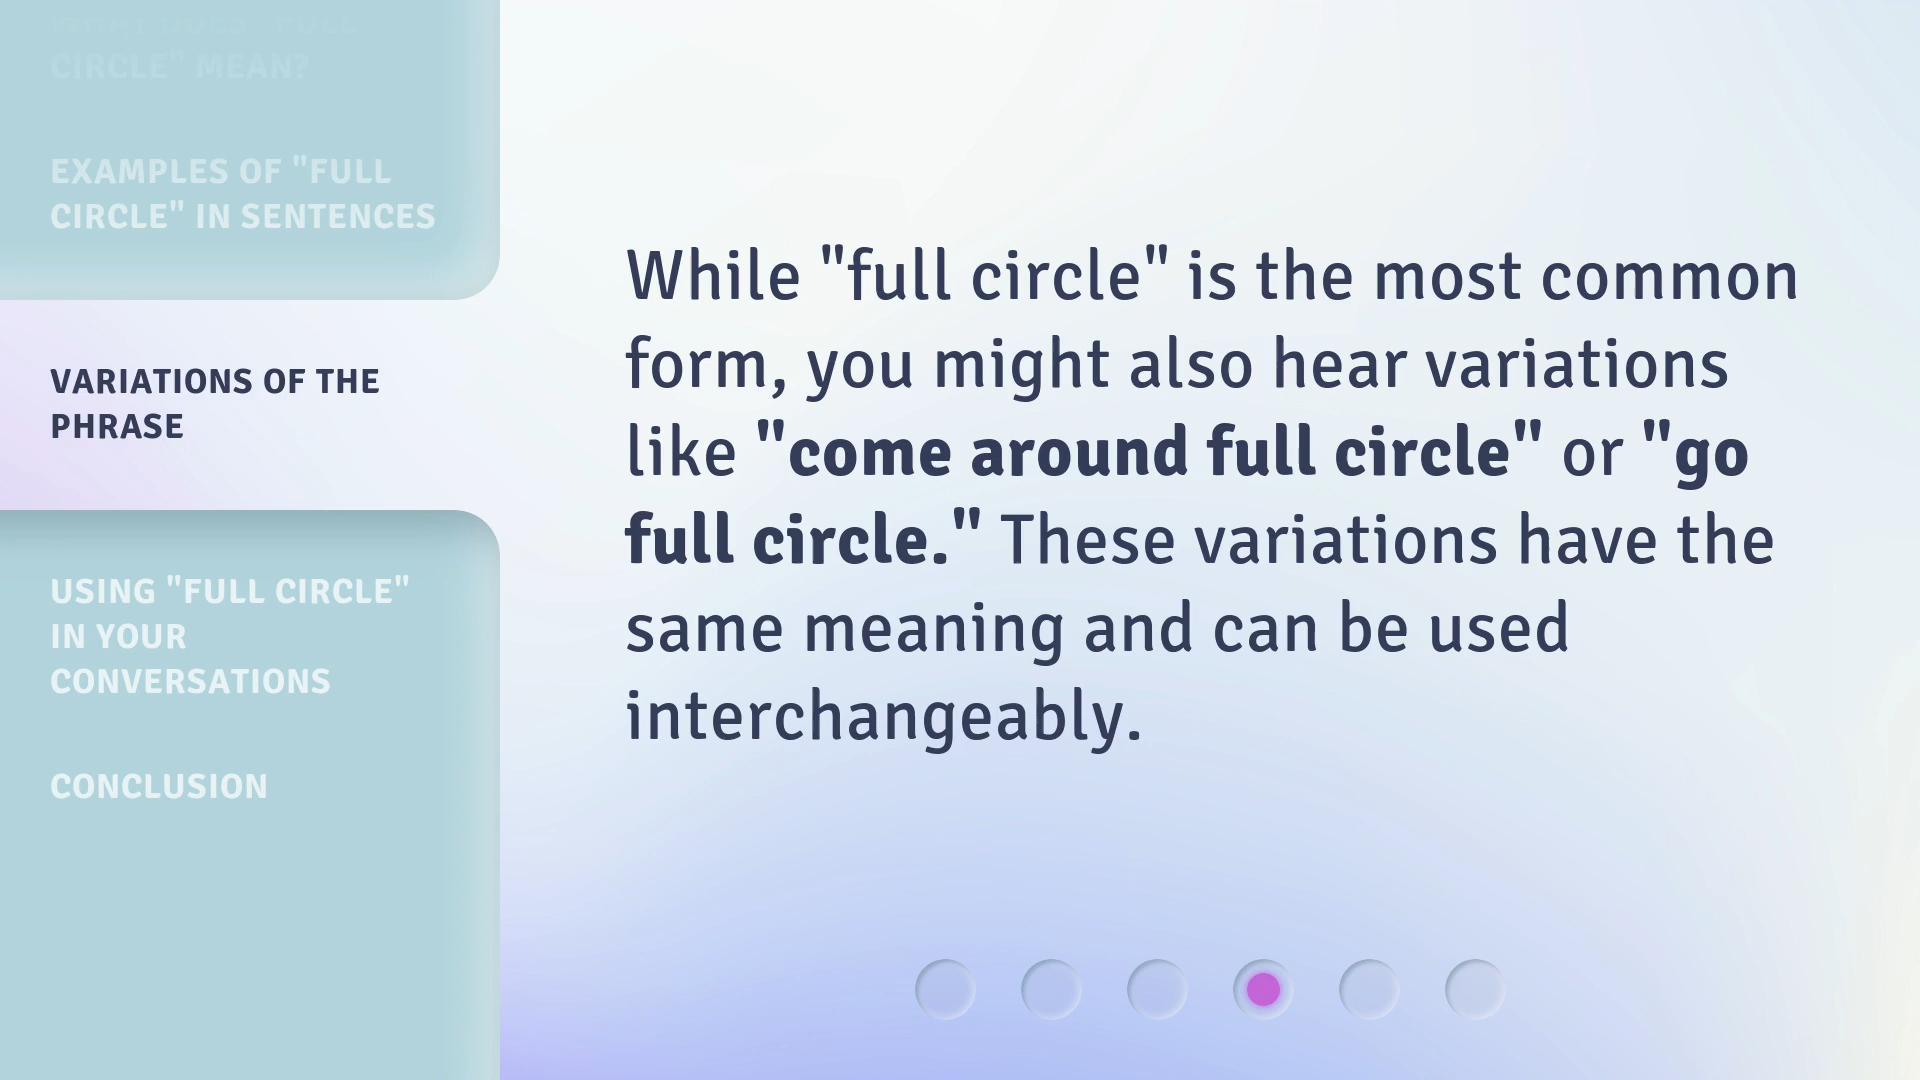 CIRCLE" MEAN?
EXAMPLES OF "FULL
CIRCLE" IN SENTENCES
VARIATIONS OF THE
PHRASE
USING "FULL CIRCLE"
IN YOUR
CONVERSATIONS
CONCLUSION
While "full circle" is the most common
form, you might also hear variations
like "come around full circle" or "go
full circle." These variations have the
same meaning and can be used
interchangeably.